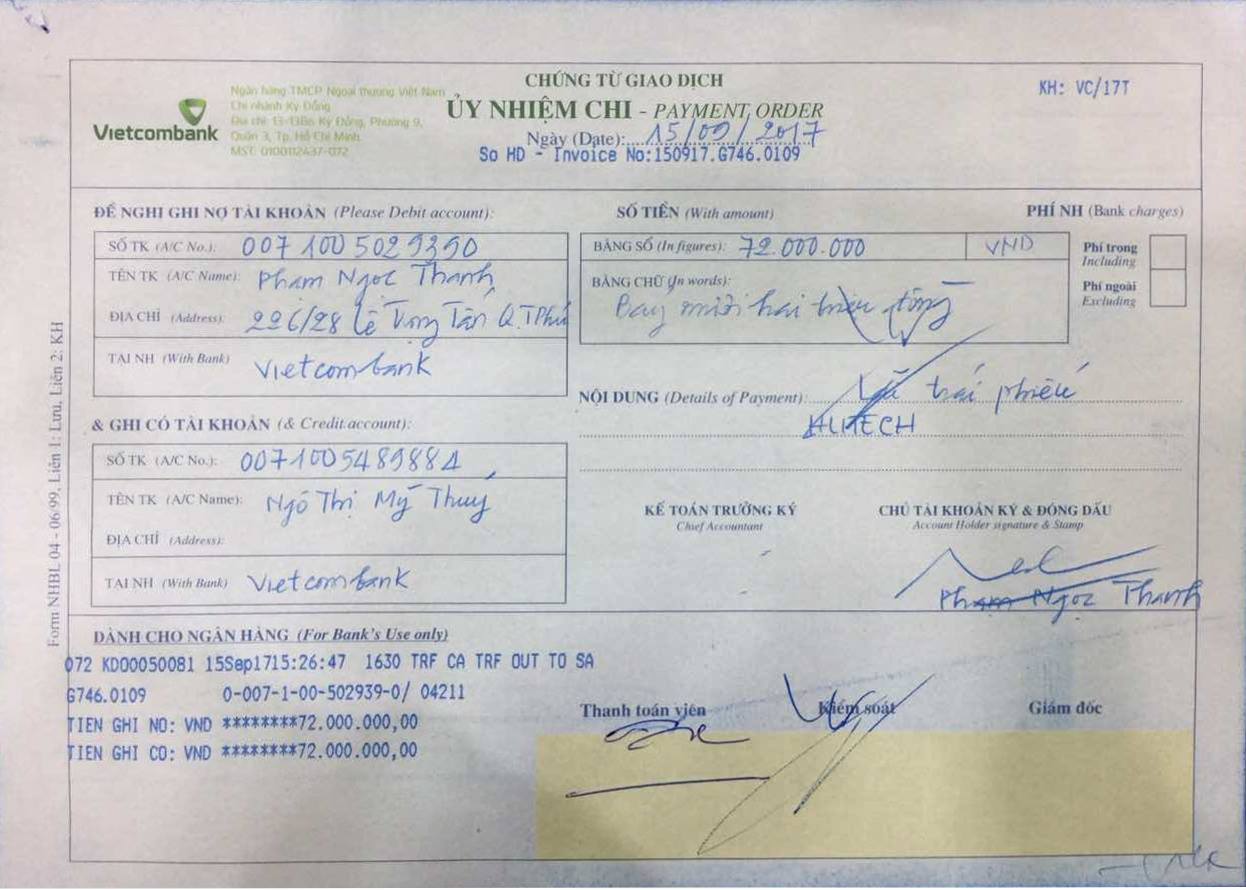 CHỨNG TỪ GIAO DỊCH
KH: VC/17T
Vietcombank
Ngân hàng TMCP Ngoại thương Việt Nam
Chi nhánh Kỳ Đồng
Địa chỉ: 13-13Bis Kỳ Đồng, Phường 9,
Quận 3, Tp. Hồ Chí Minh
MST: 0100112437-072
ỦY NHIỆM CHI - PAYMENT ORDER
Ngày (Date): 15/09/2017
So HD - Invoice No:150917.G746.0109
ĐỀ NGHỊ GHI NỢ TÀI KHOẢN (Please Debit account):
SỐ TK (A/C No.): 007 100 5029390
TÊN TK (A/C Name): Phạm Ngọc Thanh
ĐỊA CHỈ (Address): 226/28 Lê Trọng Tấn Q.T Phú
TẠI NH (With Bank) Vietcombank
SỐ TIỀN (With amount)
BẰNG SỐ (In figures): 72.000.000 VND
BẰNG CHỮ (In words):
Bảy mươi hai triệu đồng
PHÍ NH (Bank charges)
Phí trong
Including
Phí ngoài
Excluding
NỘI DUNG (Details of Payment): trái phiếu
HUTECH
& GHI CÓ TÀI KHOẢN (& Credit account):
SỐ TK (A/C No.): 0071005489884
TÊN TK (A/C Name): Ngô Thị Mỹ Thuý
ĐỊA CHỈ (Address):
TẠI NH (With Bank) Vietcombank
KẾ TOÁN TRƯỞNG KÝ
Chief Accountant
CHỦ TÀI KHOẢN KÝ & ĐÓNG DẤU
Account Holder signature & Stamp
Phạm Ngọc Thanh
Form NHBL 04 - 06/99, Liên 1: Lưu, Liên 2: KH
DÀNH CHO NGÂN HÀNG (For Bank's Use only)
072 KD00050081 15Sep1715:26:47 1630 TRF CA TRF OUT TO SA
G746.0109 0-007-1-00-502939-0/ 04211
TIEN GHI NO: VND ********72.000.000,00
TIEN GHI CO: VND ********72.000.000,00
Thanh toán viên
Kiểm soát
Giám đốc